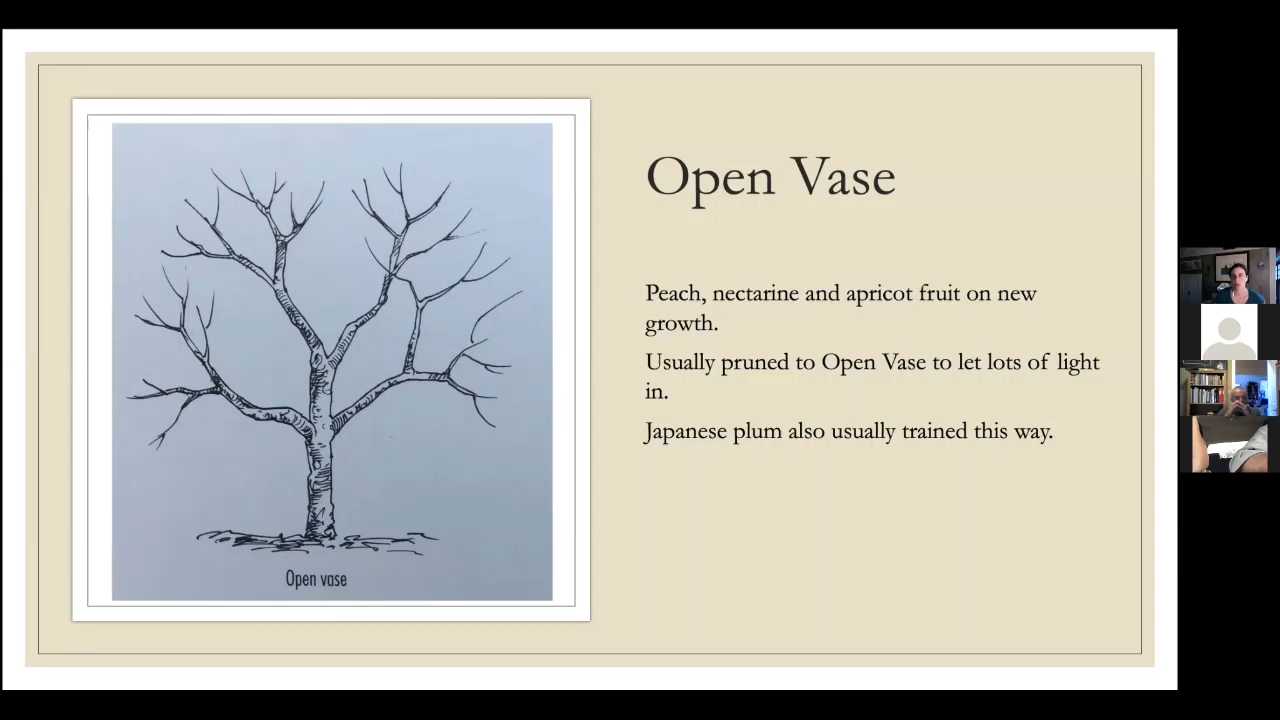 Open Vase
Peach, nectarine and apricot fruit on new
growth.
Usually pruned to Open Vase to let lots of light
in.
Japanese plum also usually trained this way.
Open vase